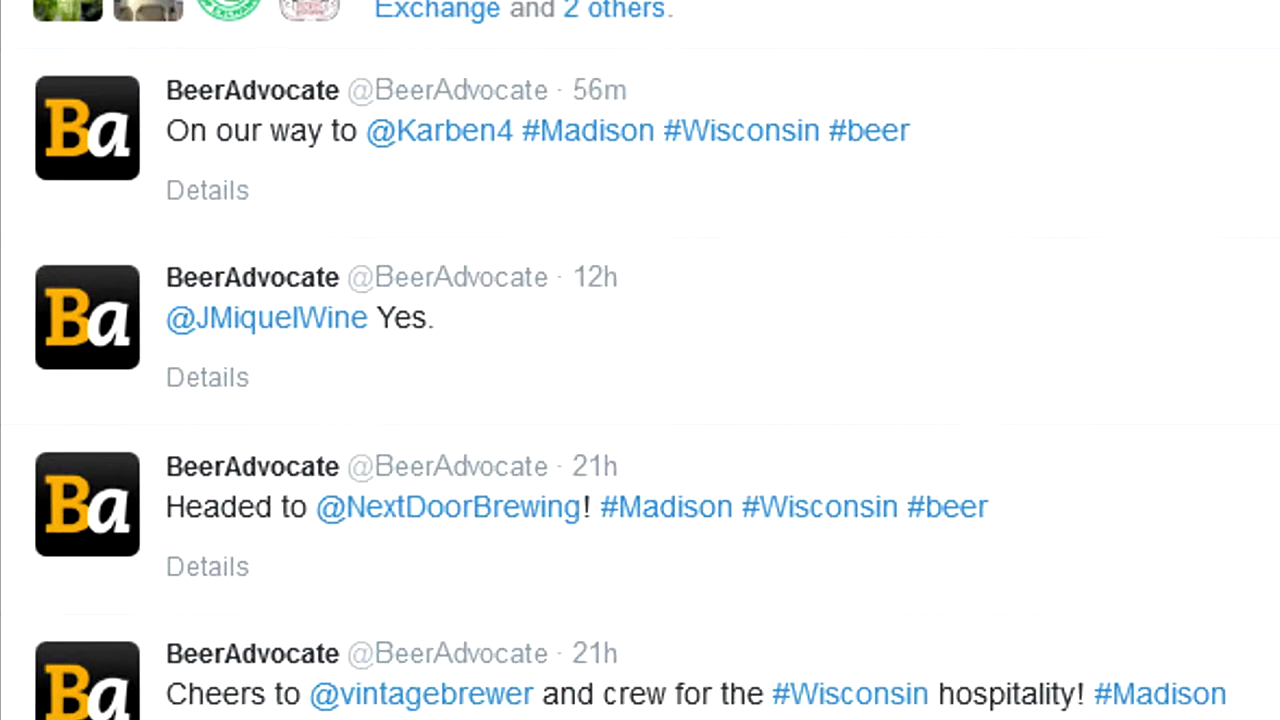 Exchange and 2 others.
Ba
BeerAdvocate @BeerAdvocate · 56m
On our way to @Karben4 #Madison #Wisconsin #beer
Details
Ba
BeerAdvocate @BeerAdvocate · 12h
@JMiquelWine Yes.
Details
Ba
BeerAdvocate @BeerAdvocate · 21h
Headed to @NextDoorBrewing! #Madison #Wisconsin #beer
Details
Ba
BeerAdvocate @BeerAdvocate · 21h
Cheers to @vintagebrewer and crew for the #Wisconsin hospitality! #Madison